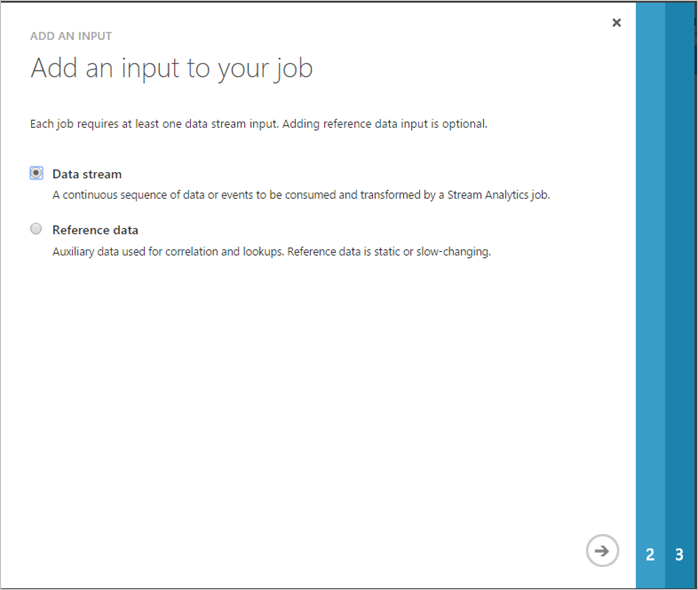 ADD AN INPUT
Add an input to your job
Each job requires at least one data stream input. Adding reference data input is optional.
Data stream
A continuous sequence of data or events to be consumed and transformed by a Stream Analytics job.
Reference data
Auxiliary data used for correlation and lookups. Reference data is static or slow-changing.
2 3